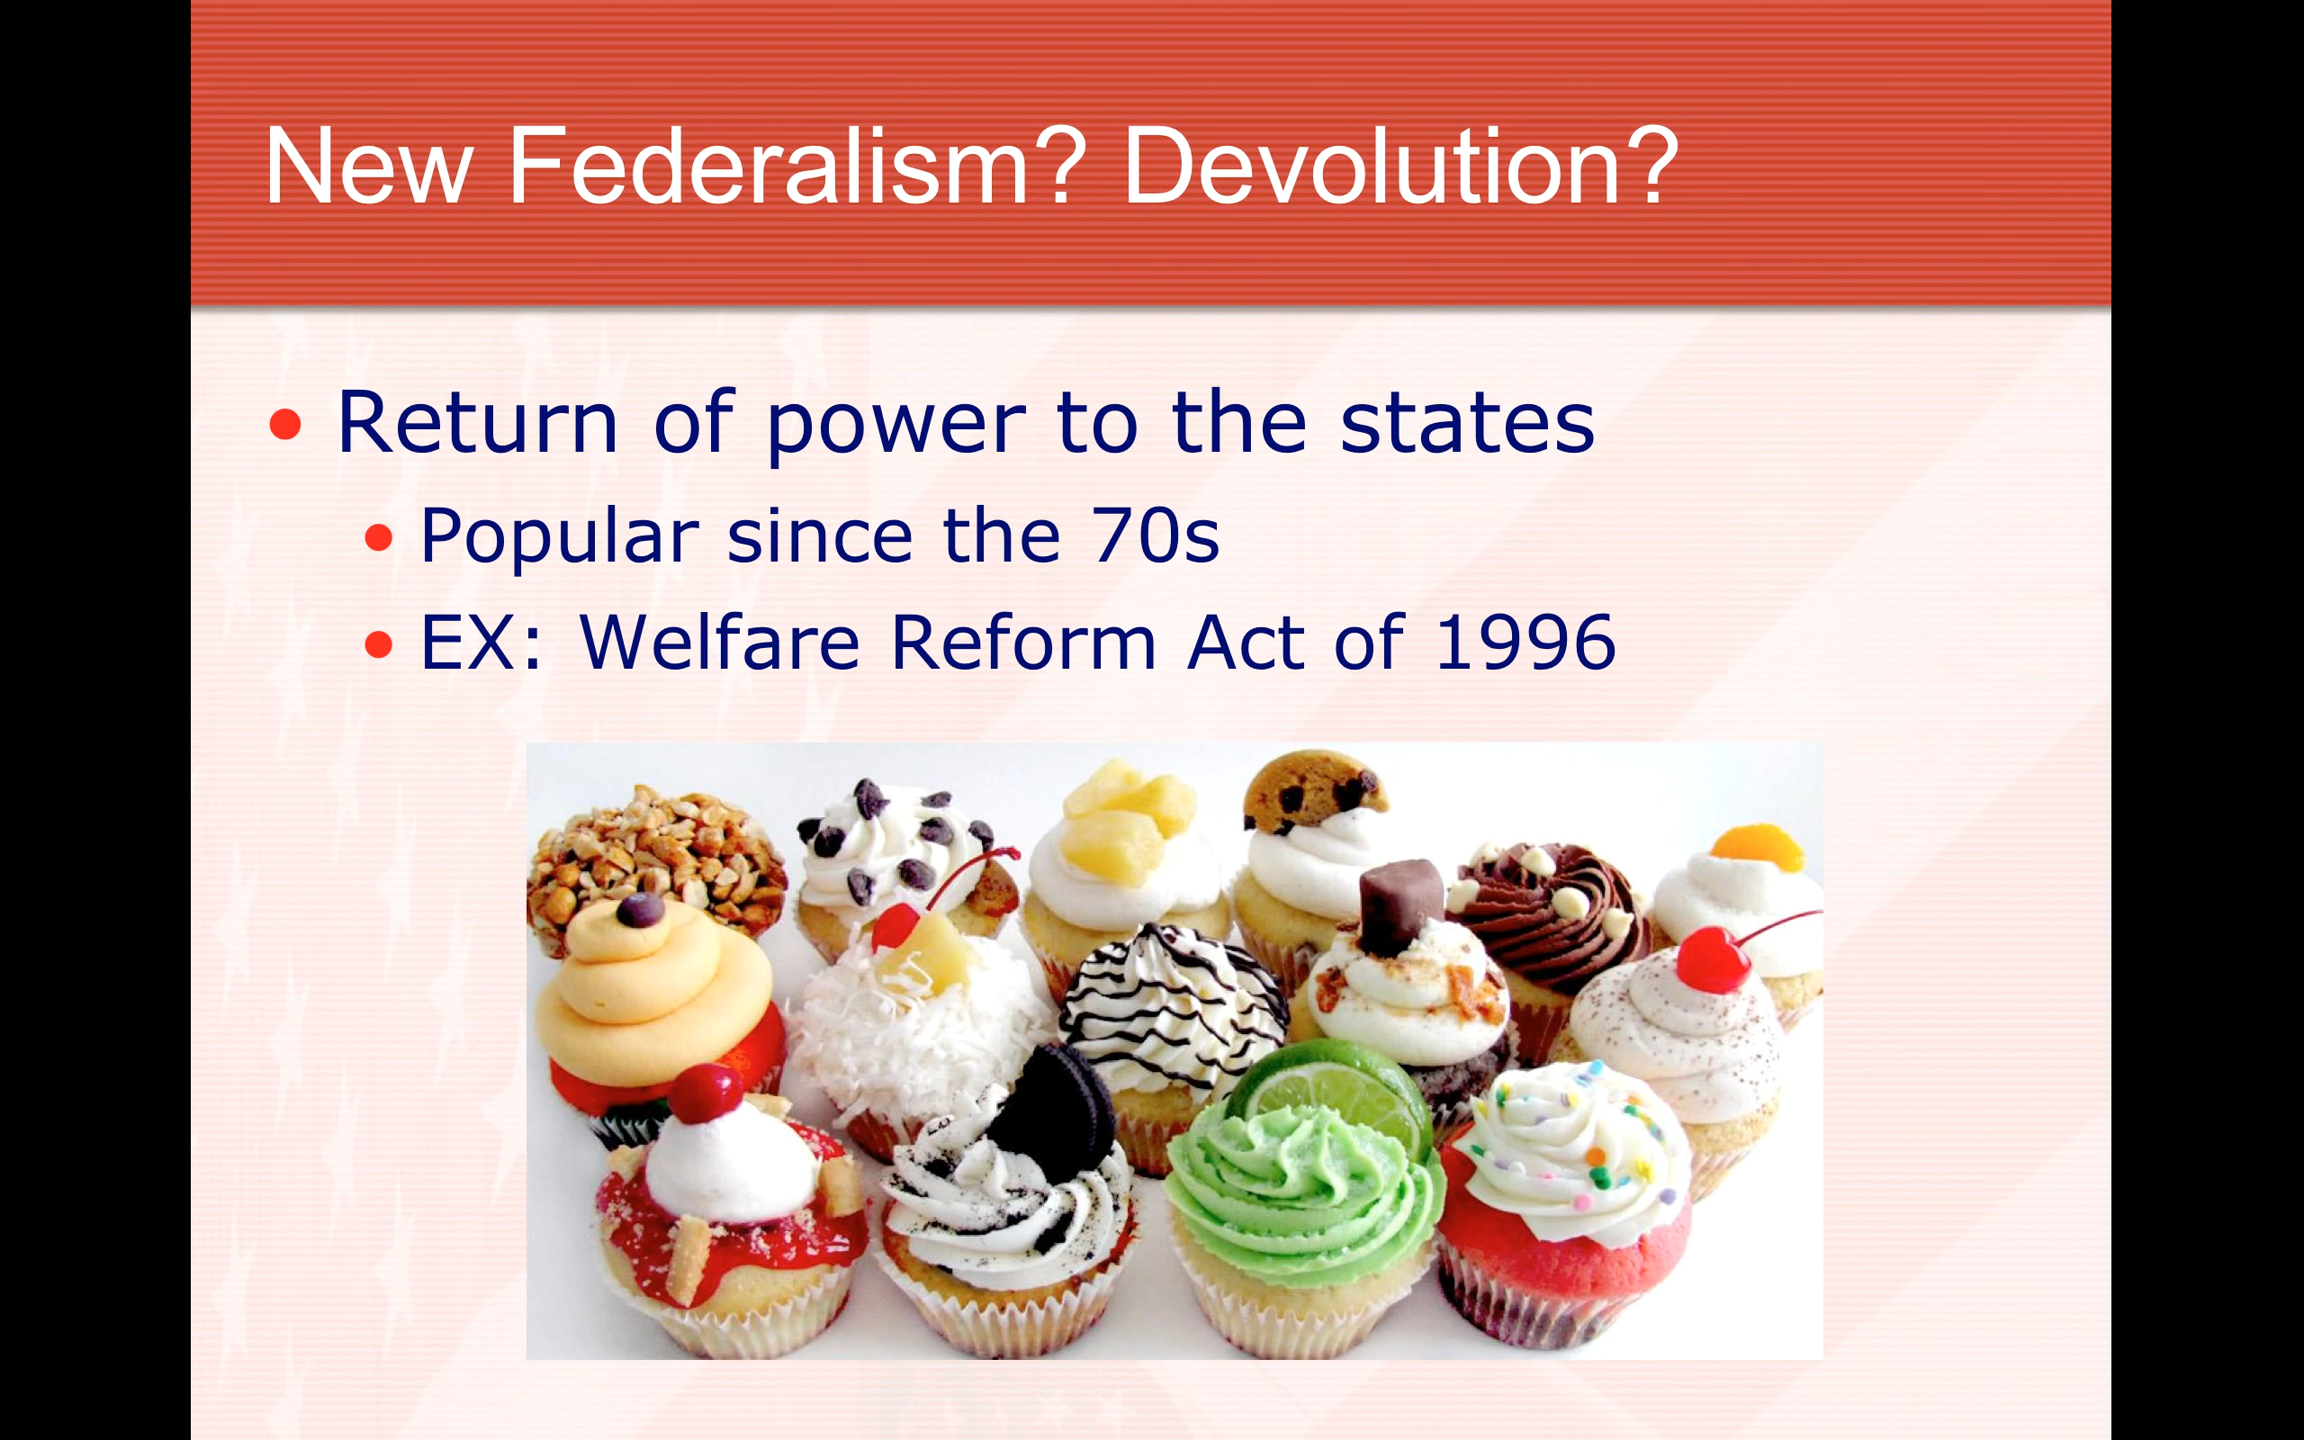 New Federalism? Devolution?
Return of power to the states
Popular since the 70s
EX: Welfare Reform Act of 1996